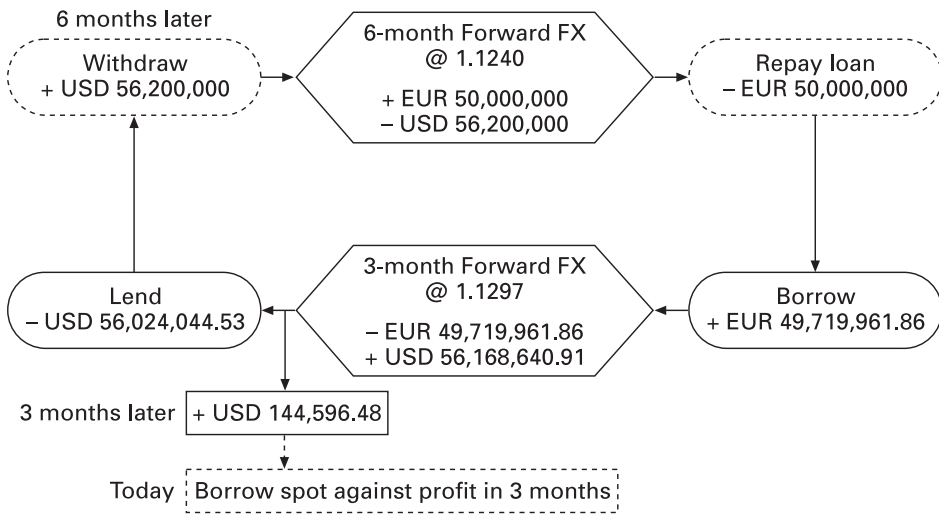 6 months later
Withdraw
+ USD 56,200,000
6-month Forward FX
@ 1.1240
+ EUR 50,000,000
– USD 56,200,000
Repay loan
– EUR 50,000,000
Lend
– USD 56,024,044.53
3-month Forward FX
@ 1.1297
– EUR 49,719,961.86
+ USD 56,168,640.91
Borrow
+ EUR 49,719,961.86
3 months later
+ USD 144,596.48
Today
Borrow spot against profit in 3 months